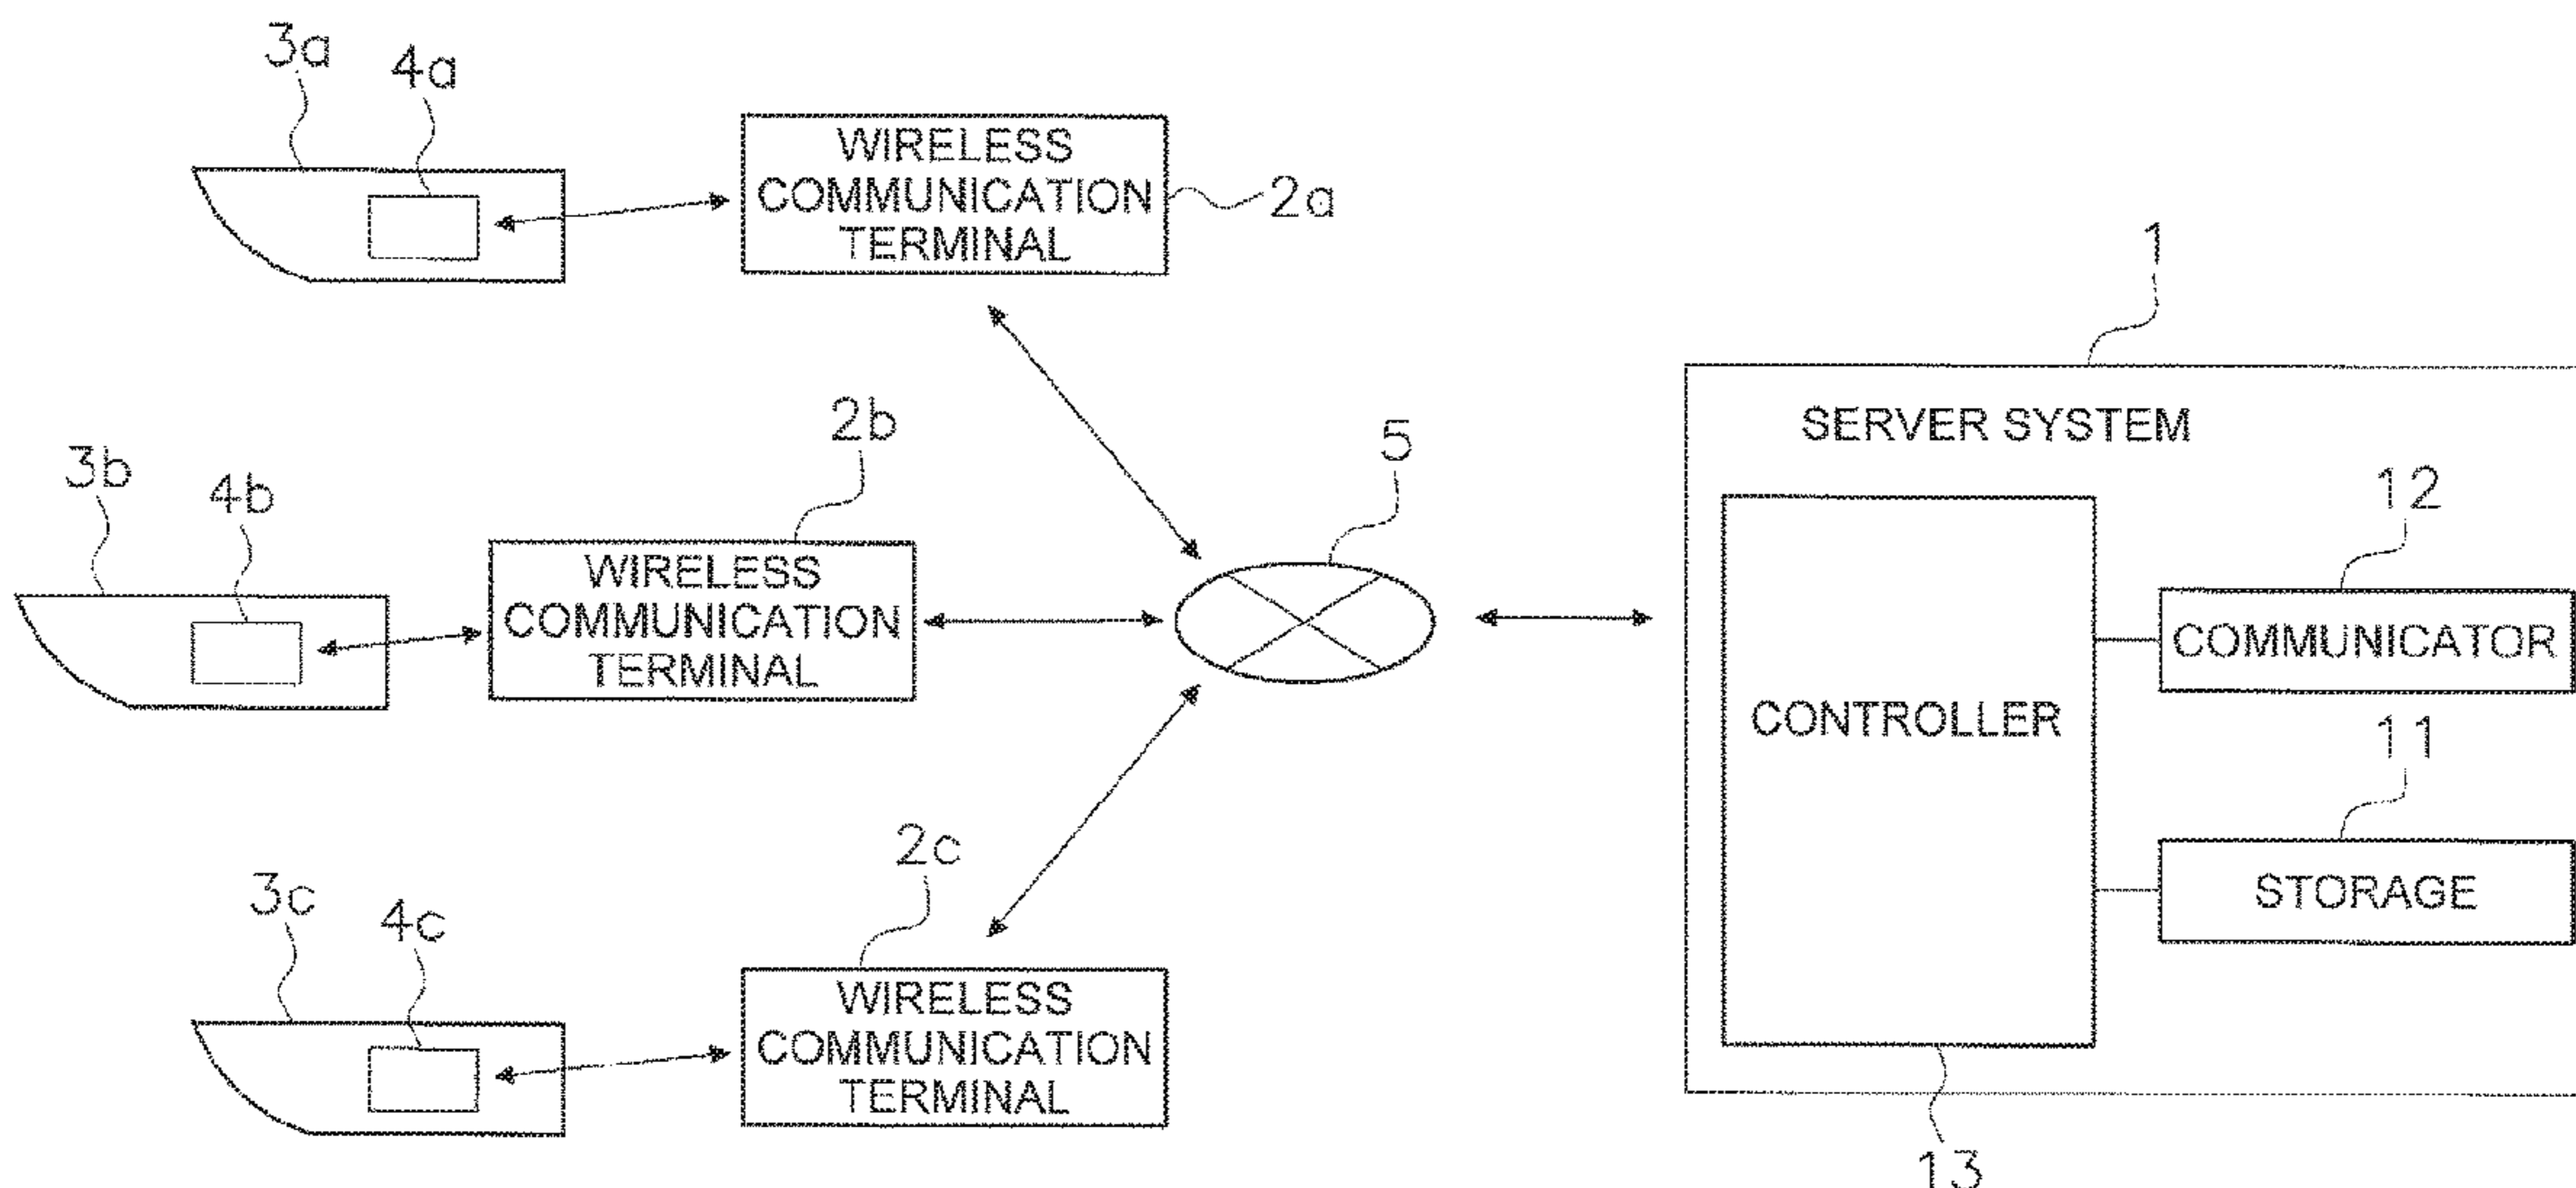 3a
4a
WIRELESS
COMMUNICATION
TERMINAL
2a
1
SERVER SYSTEM
2b
5
3b
4b
12
WIRELESS
COMMUNICATION
TERMINAL
COMMUNICATOR
CONTROLLER
11
2c
3c
4c
STORAGE
WIRELESS
COMMUNICATION
TERMINAL
13